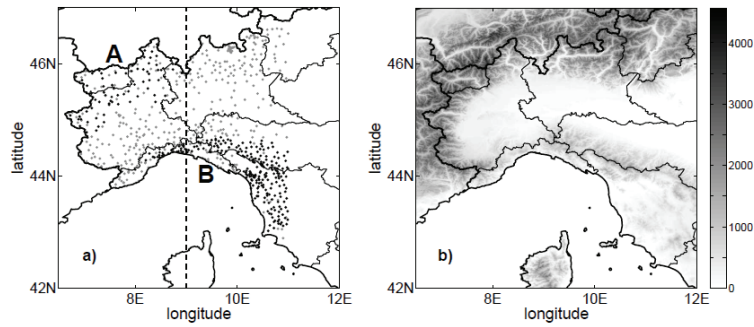 A
B
a)
latitude
46N
44N
42N
8E
10E
12E
longitude
b)
latitude
46N
44N
42N
8E
10E
12E
longitude
4000
3000
2000
1000
0